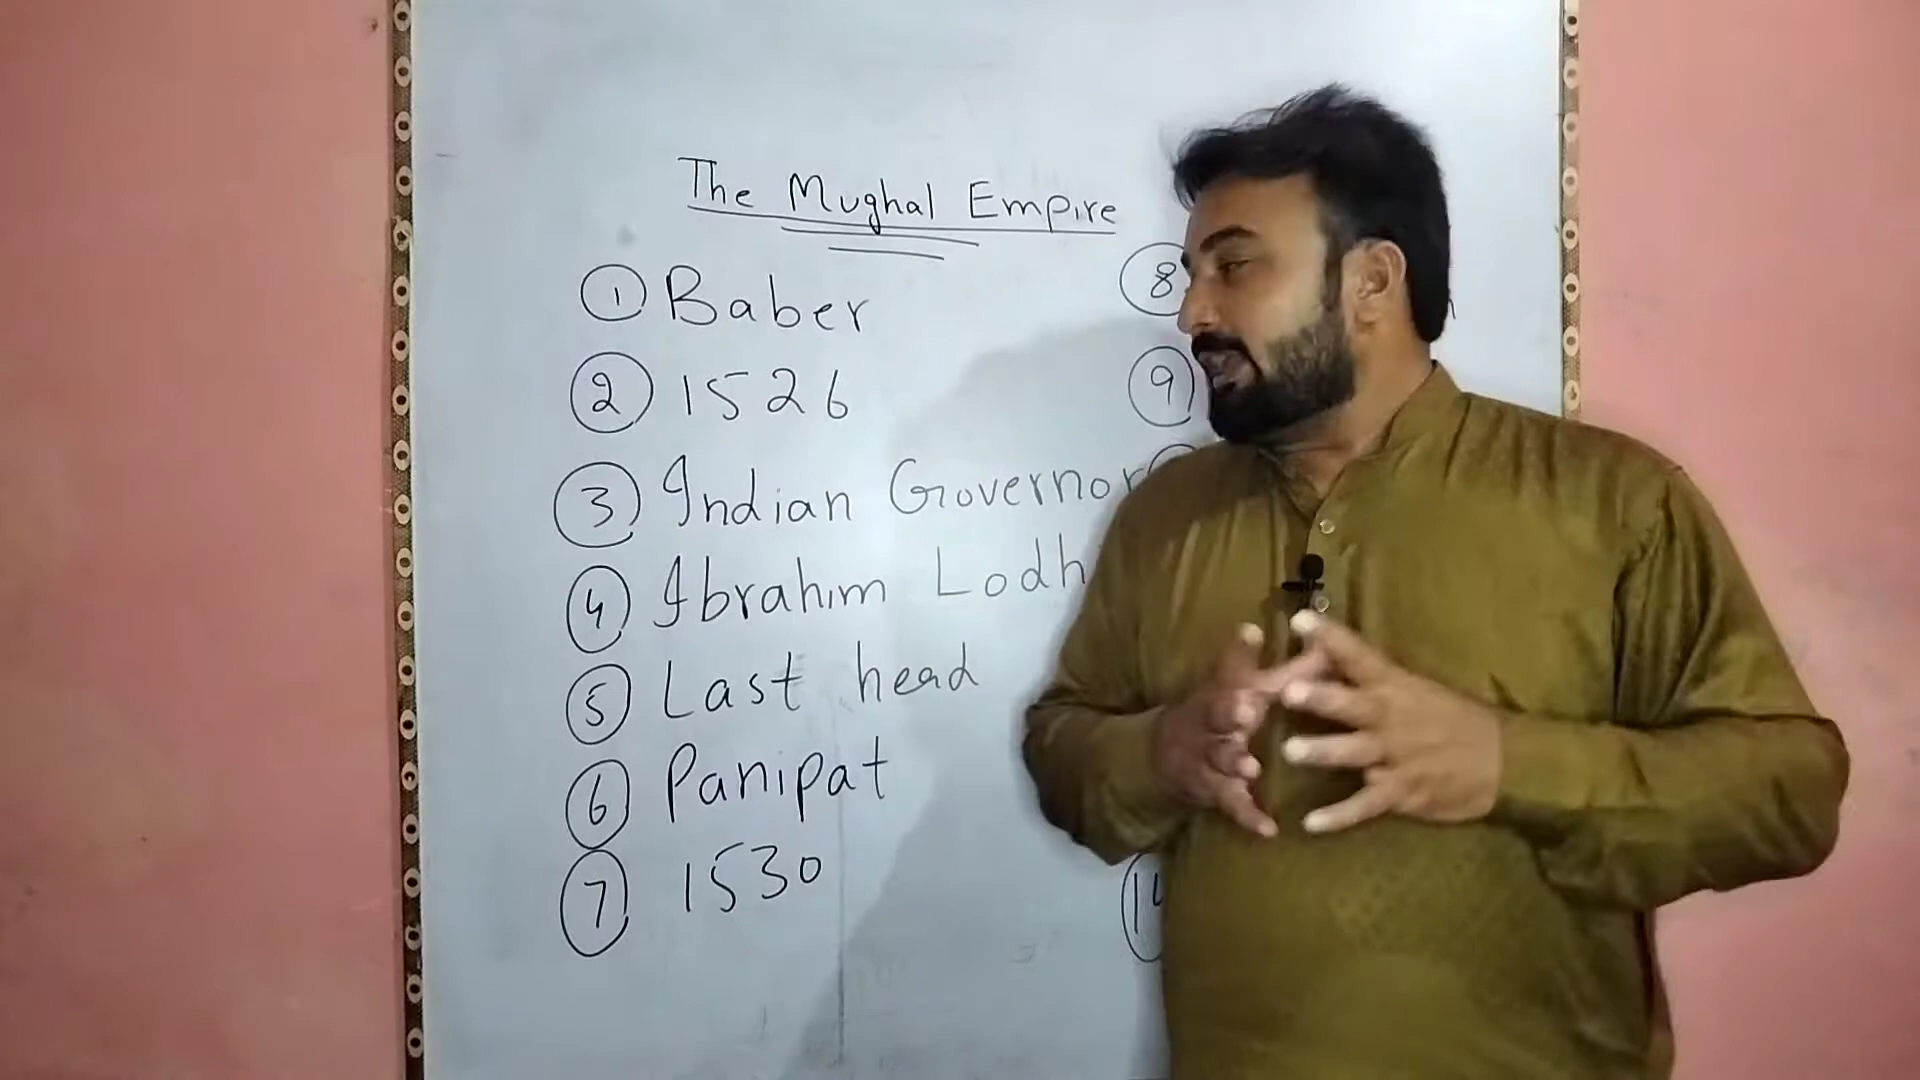 The Mughal Empire
1 Baber
2 1526
3 Indian Governor
4 Ibrahim Lodh
5 Last head
6 Panipat
7 1530
8
9
14